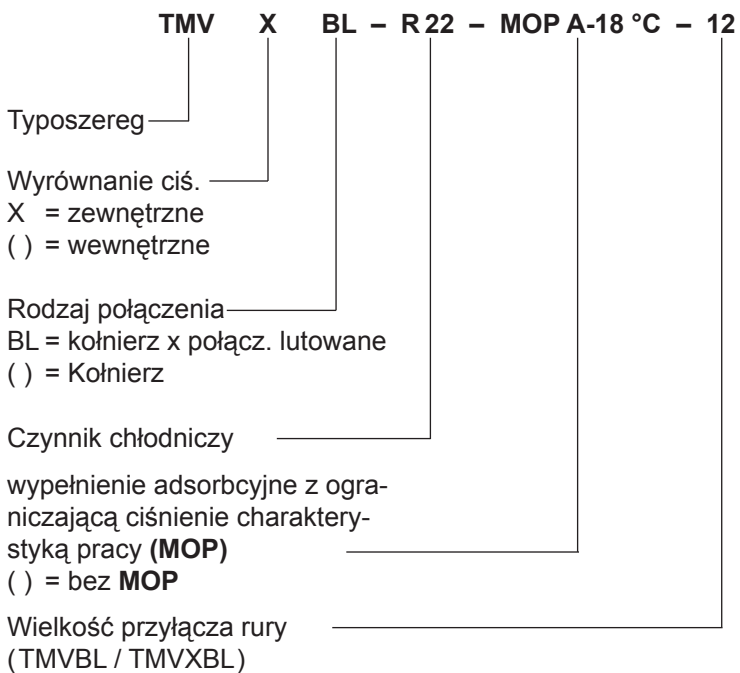 TMV X BL – R 22 – MOP A-18 °C – 12
Typoszereg
Wyrównanie ciś.
X = zewnętrzne
( ) = wewnętrzne
Rodzaj połączenia
BL = kołnierz x połącz. lutowane
( ) = Kołnierz
Czynnik chłodniczy
wypełnienie adsorbcyjne z ogra-
niczającą ciśnienie charaktery-
styką pracy (MOP)
( ) = bez MOP
Wielkość przyłącza rury
(TMVBL / TMVXBL)